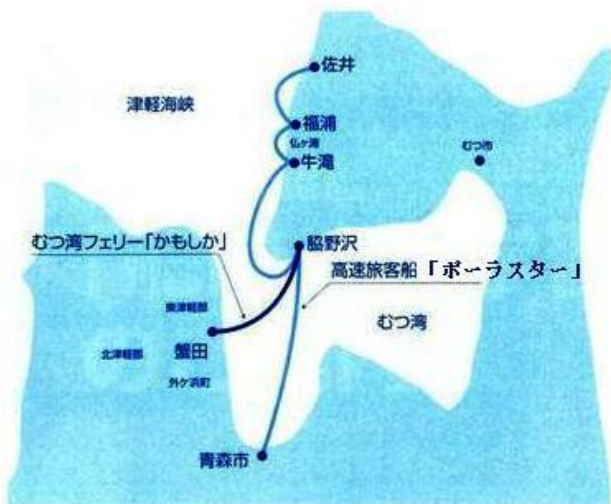 佐井
津軽海峡
福浦
仏ヶ浦
牛滝
むつ市
むつ湾フェリー「かもしか」
脇野沢
高速旅客船「ポーラスター」
東津軽郡
むつ湾
北津軽郡
蟹田
外ヶ浜町
青森市